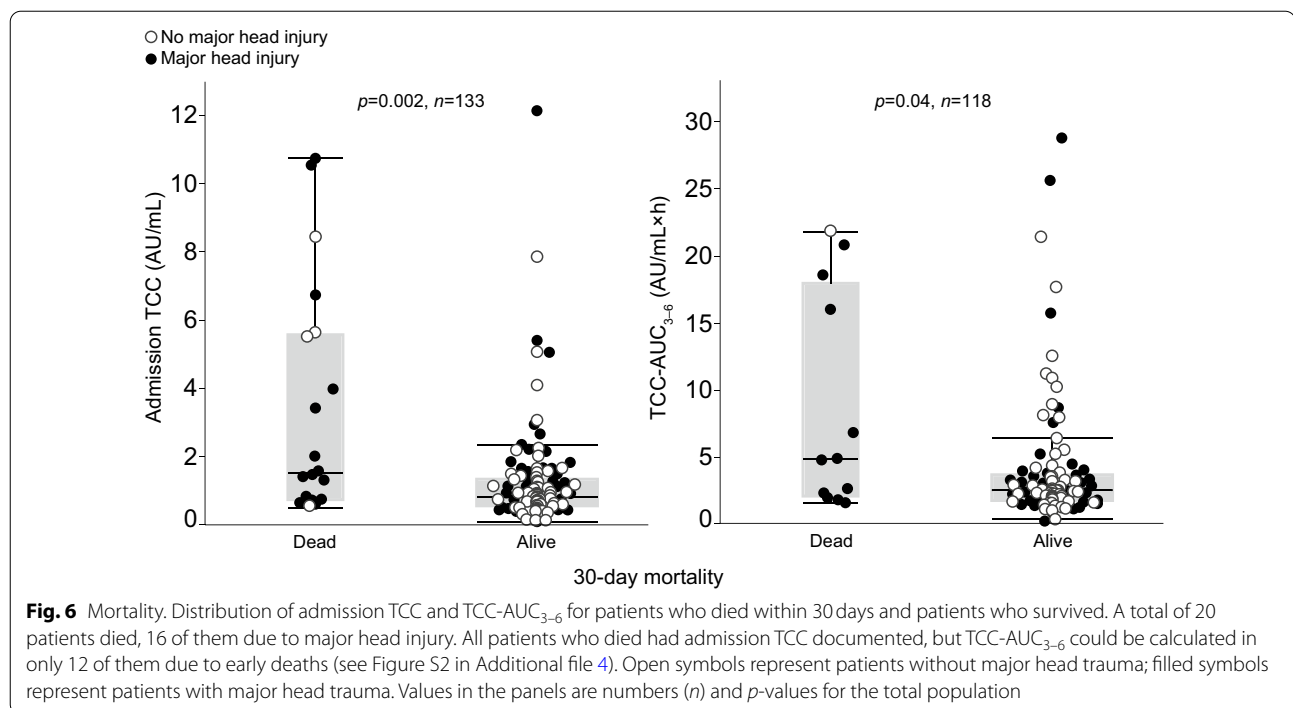 No major head injury
Major head injury
p=0.002, n=133
12
10
8
6
4
2
0
Admission TCC (AU/mL)
Dead
Alive
p=0.04, n=118
30
25
20
15
10
5
0
TCC-AUC3–6 (AU/mL×h)
Dead
Alive
30-day mortality
Fig. 6 Mortality. Distribution of admission TCC and TCC-AUC3–6 for patients who died within 30 days and patients who survived. A total of 20
patients died, 16 of them due to major head injury. All patients who died had admission TCC documented, but TCC-AUC3–6 could be calculated in
only 12 of them due to early deaths (see Figure S2 in Additional file 4). Open symbols represent patients without major head trauma; filled symbols
represent patients with major head trauma. Values in the panels are numbers (n) and p-values for the total population